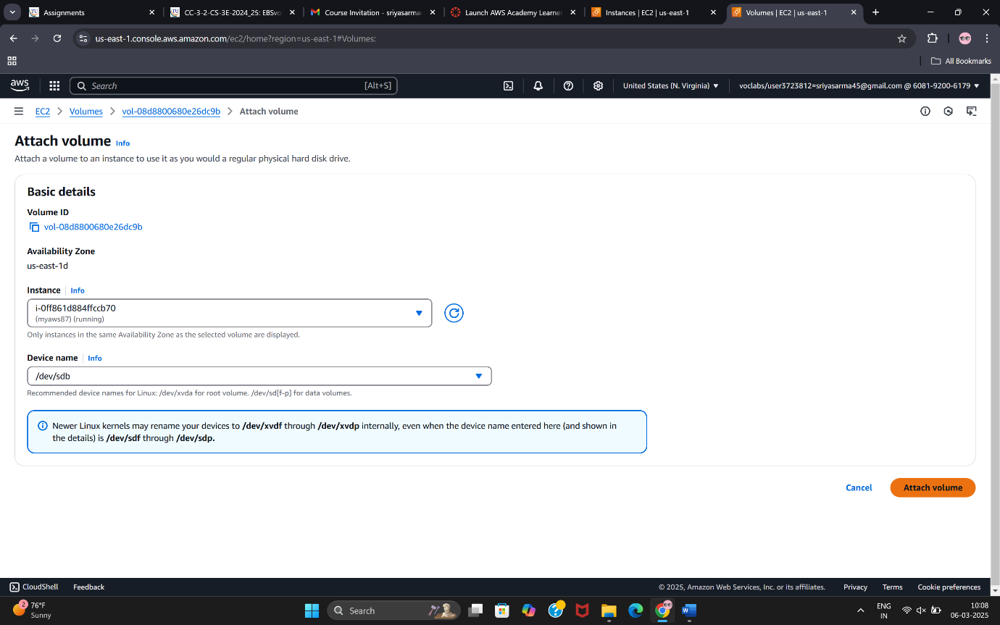 Assignments
CC-3-2-CS-3E-2024_25: EBSvo
Course Invitation - sriyasarma
Launch AWS Academy Learner
Instances | EC2 | us-east-1
Volumes | EC2 | us-east-1
us-east-1.console.aws.amazon.com/ec2/home?region=us-east-1#Volumes:
All Bookmarks
aws
Search
[Alt+S]
United States (N. Virginia)
voclabs/user3723812=sriyasarma45@gmail.com @ 6081-9200-6179
EC2 > Volumes > vol-08d8800680e26dc9b > Attach volume
Attach volume Info
Attach a volume to an instance to use it as you would a regular physical hard disk drive.
Basic details
Volume ID
vol-08d8800680e26dc9b
Availability Zone
us-east-1d
Instance | Info
i-0ff861d884ffccb70
(myaws87) (running)
Only instances in the same Availability Zone as the selected volume are displayed.
Device name | Info
/dev/sdb
Recommended device names for Linux: /dev/xvda for root volume. /dev/sd[f-p] for data volumes.
Newer Linux kernels may rename your devices to /dev/xvdf through /dev/xvdp internally, even when the device name entered here (and shown in
the details) is /dev/sdf through /dev/sdp.
Cancel
Attach volume
CloudShell
Feedback
© 2025, Amazon Web Services, Inc. or its affiliates.
Privacy
Terms
Cookie preferences
2
76°F
Sunny
Search
ENG
IN
10:08
06-03-2025